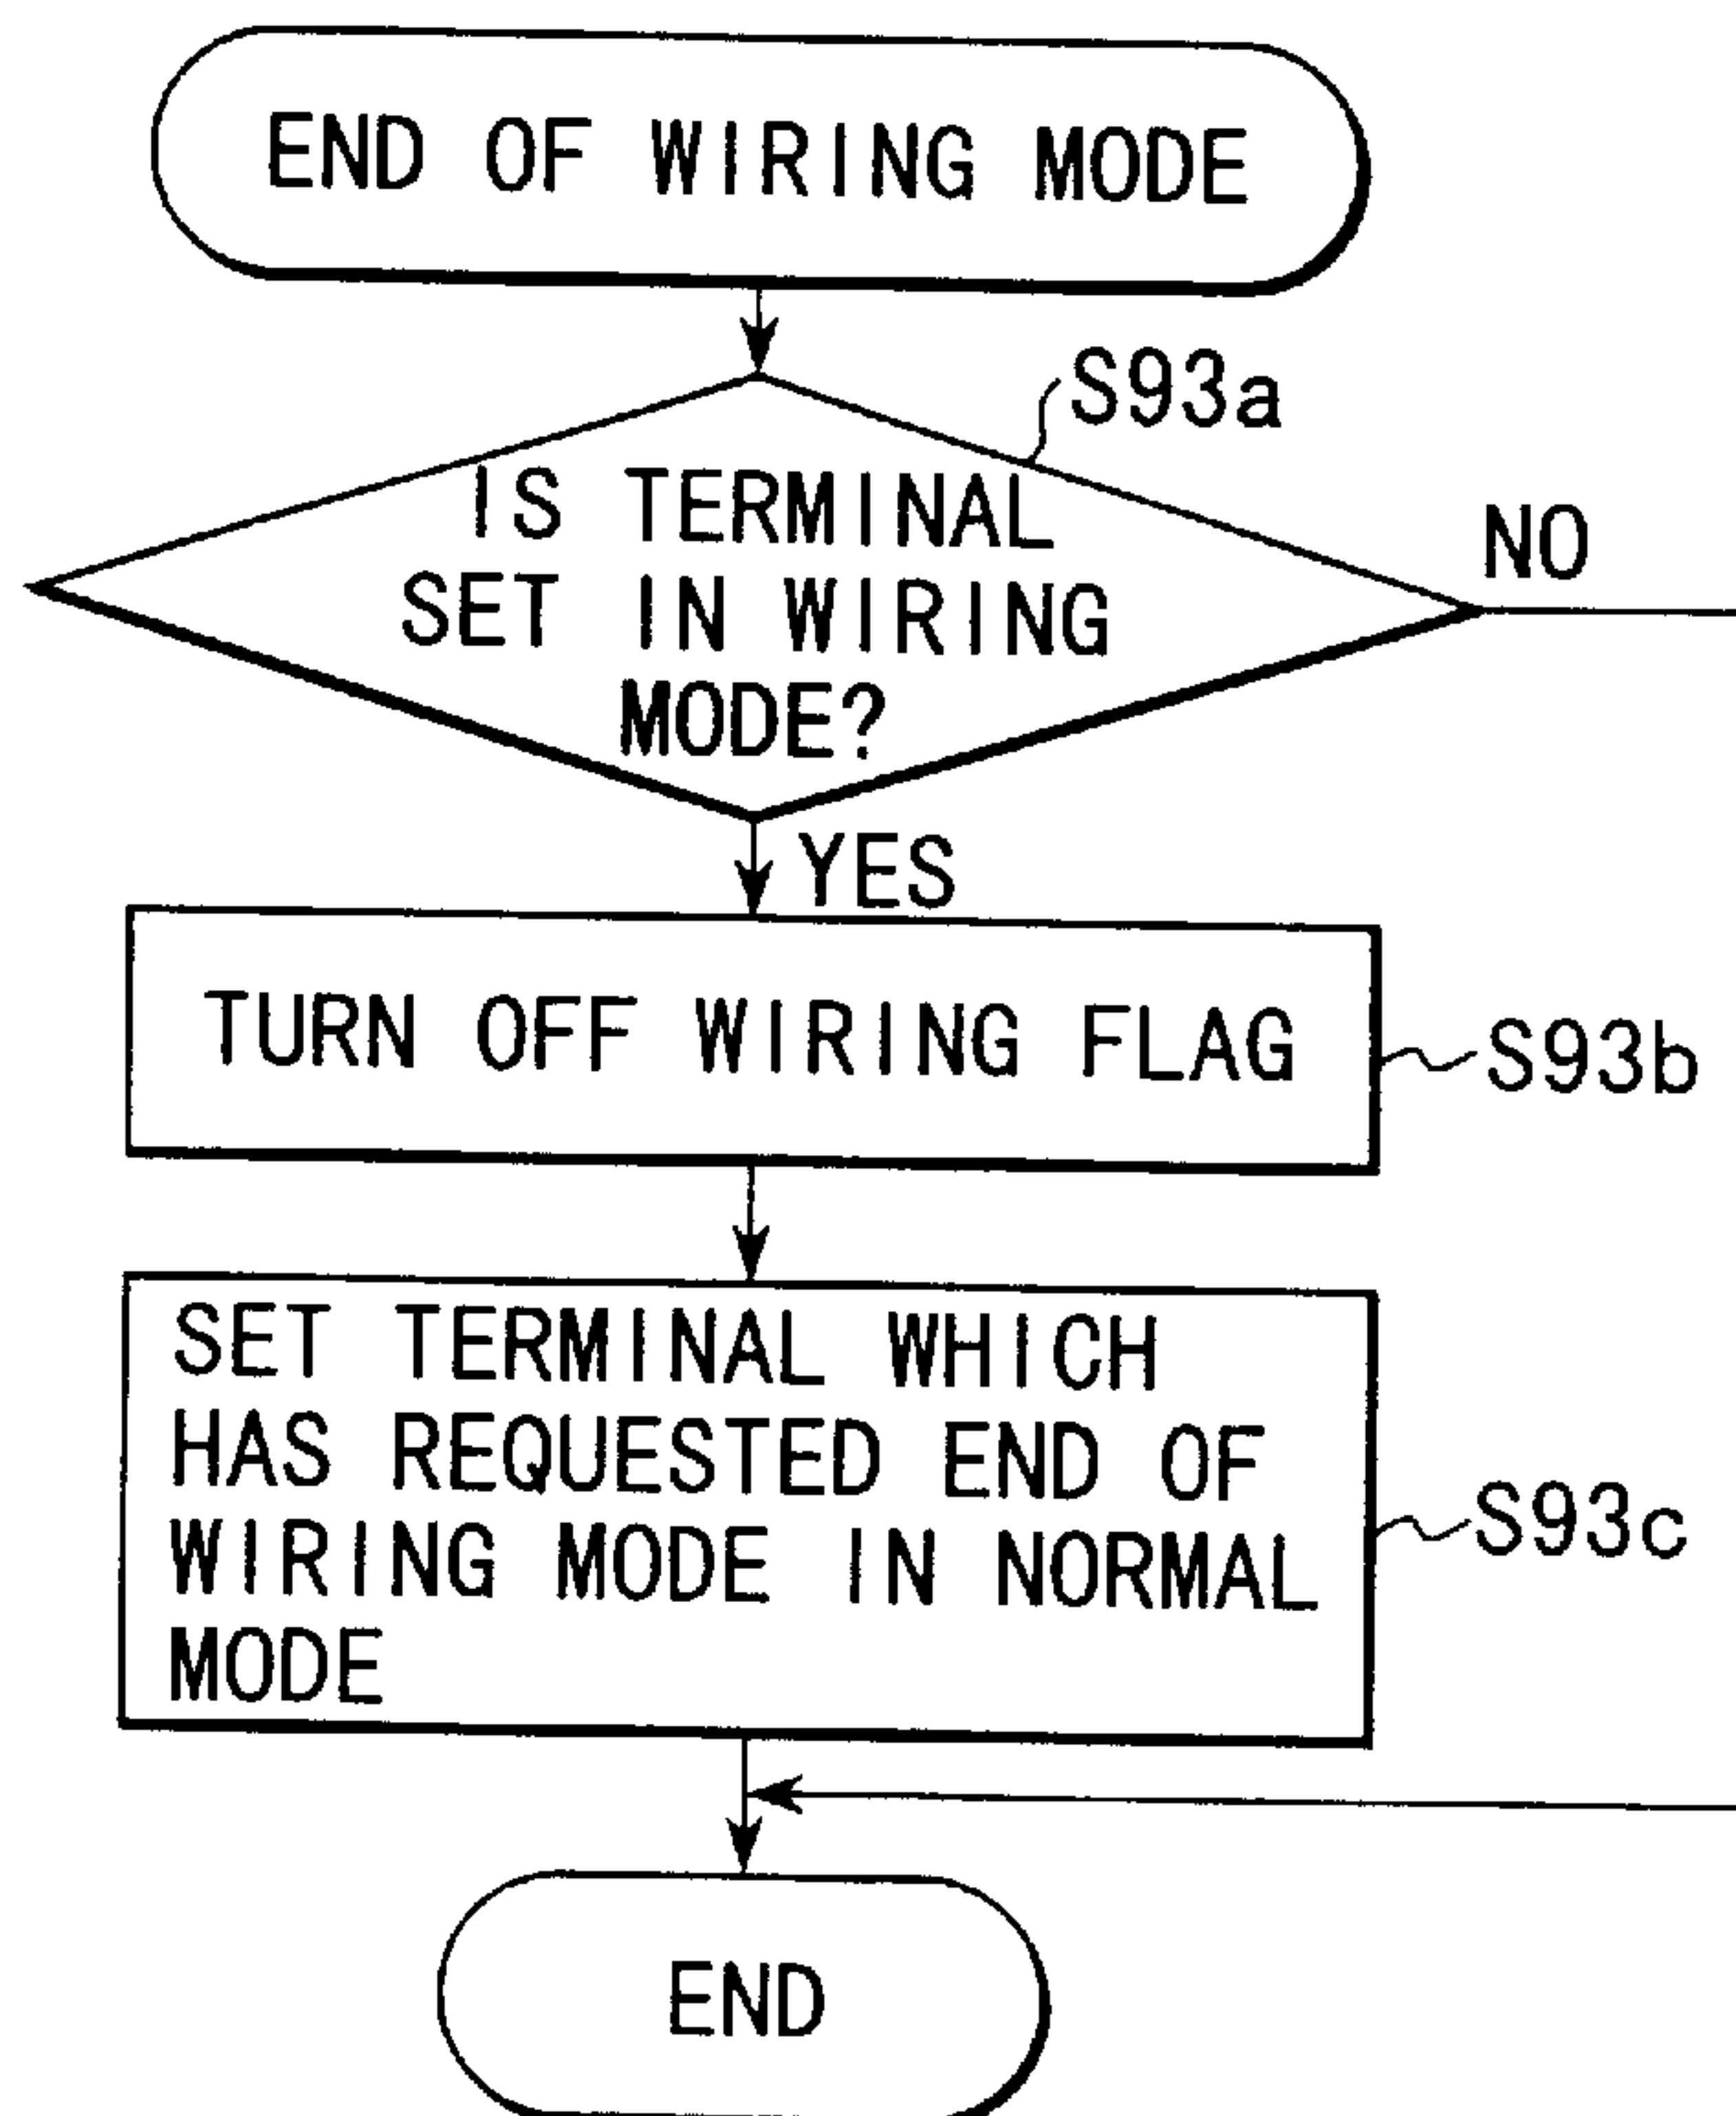 END OF WIRING MODE
S93a
IS TERMINAL
SET IN WIRING
MODE?
NO
YES
TURN OFF WIRING FLAG
S93b
SET TERMINAL WHICH
HAS REQUESTED END OF
WIRING MODE IN NORMAL
MODE
S93c
END